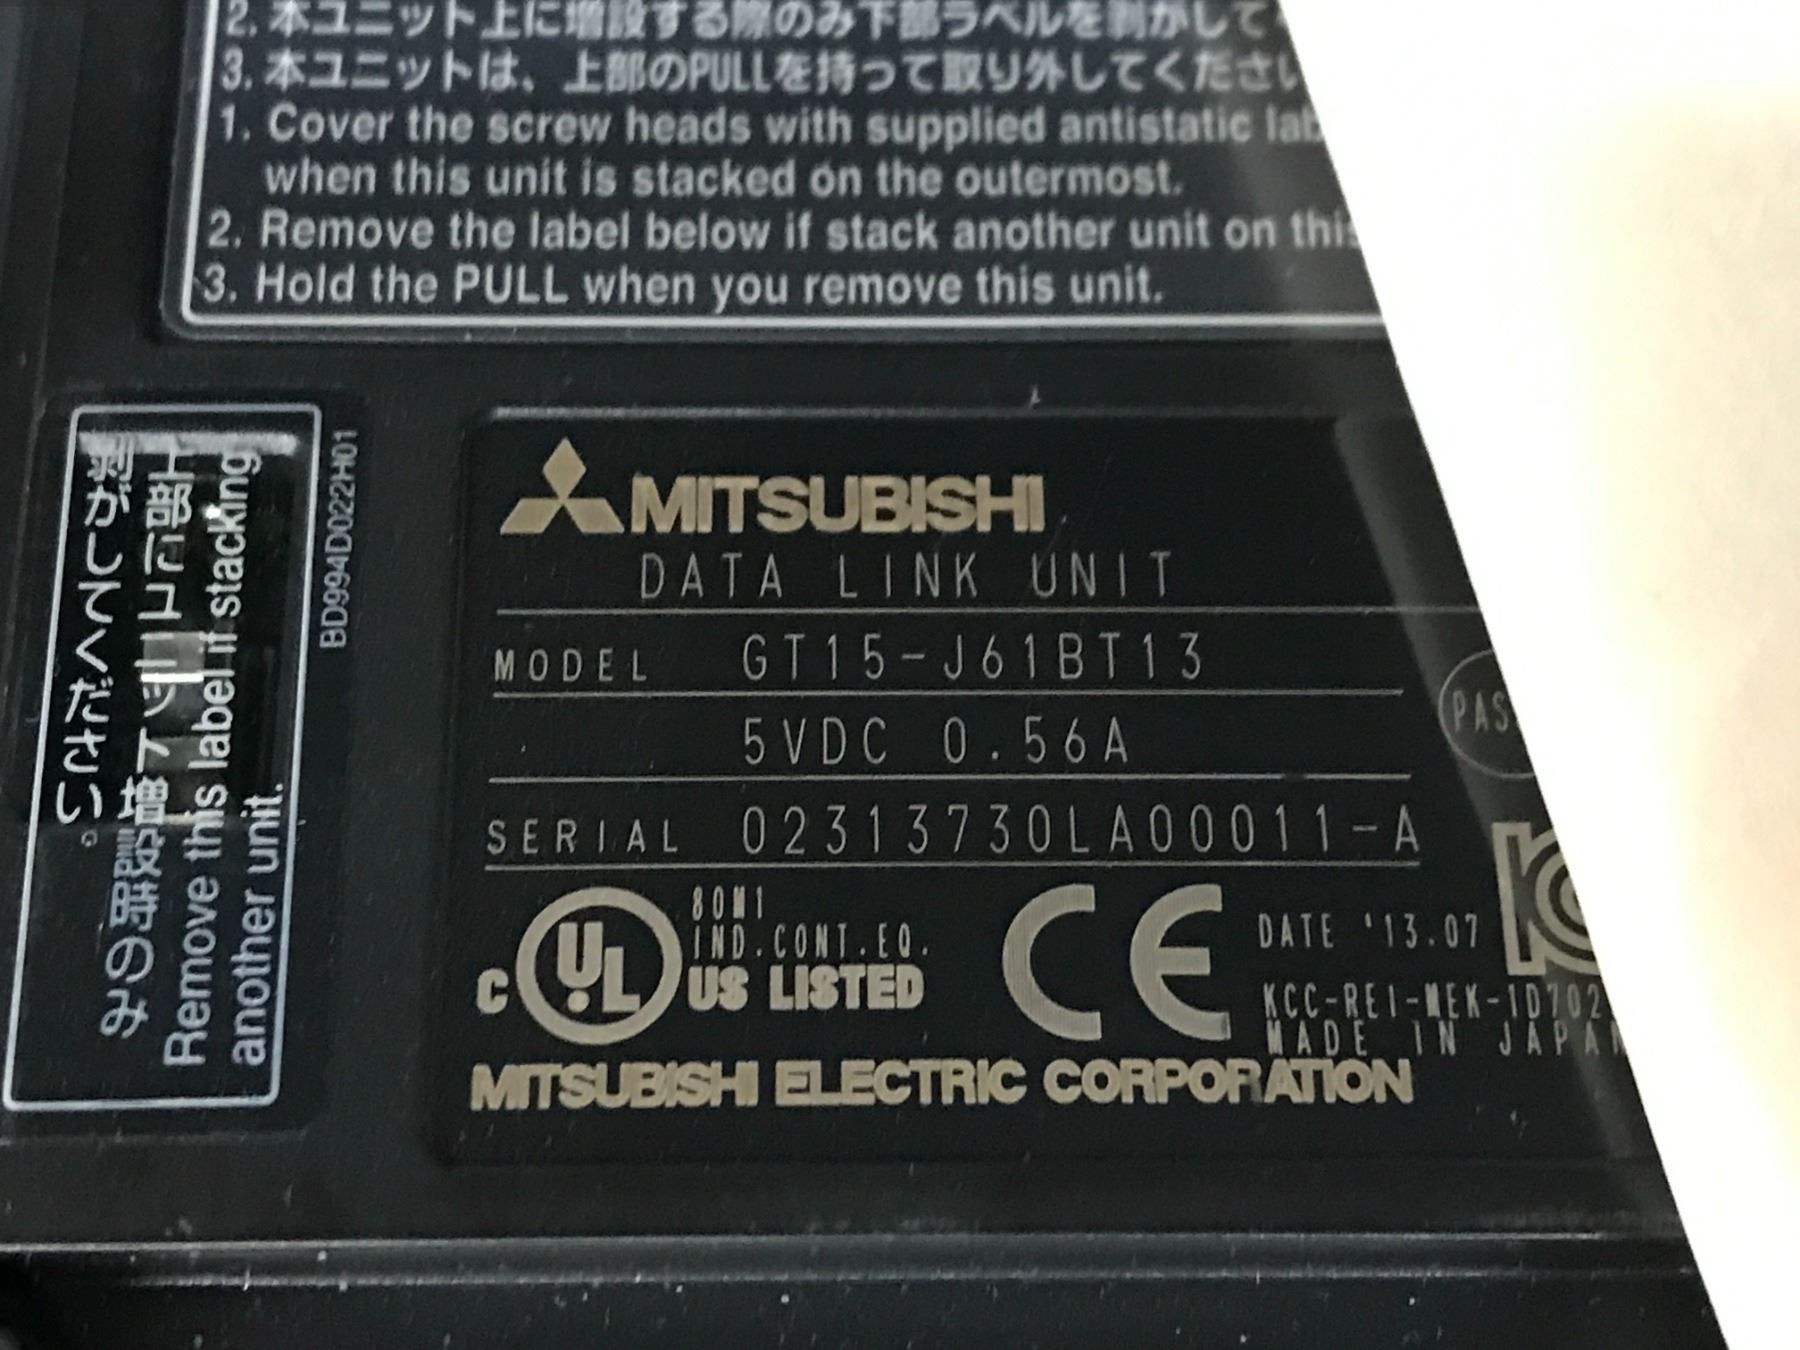 2. 本ユニット上に増設する際のみ下部ラベルを剥がして
3. 本ユニットは、上部のPULLを持って取り外してください
1. Cover the screw heads with supplied antistatic lab
when this unit is stacked on the outermost.
2. Remove the label below if stack another unit on this
3. Hold the PULL when you remove this unit.
上部にユニット増設時のみ
剥がしてください。
Remove this label if stacking
another unit.
BD994D022H01
MITSUBISHI
DATA LINK UNIT
MODEL GT15-J61BT13
5VDC 0.56A
PAS
SERIAL 02313730LA00011-A
C UL US LISTED
80M1
IND.CONT.EQ.
CE
DATE '13.07
KCC-REI-MEK-1D702
MADE IN JAPAN
MITSUBISHI ELECTRIC CORPORATION